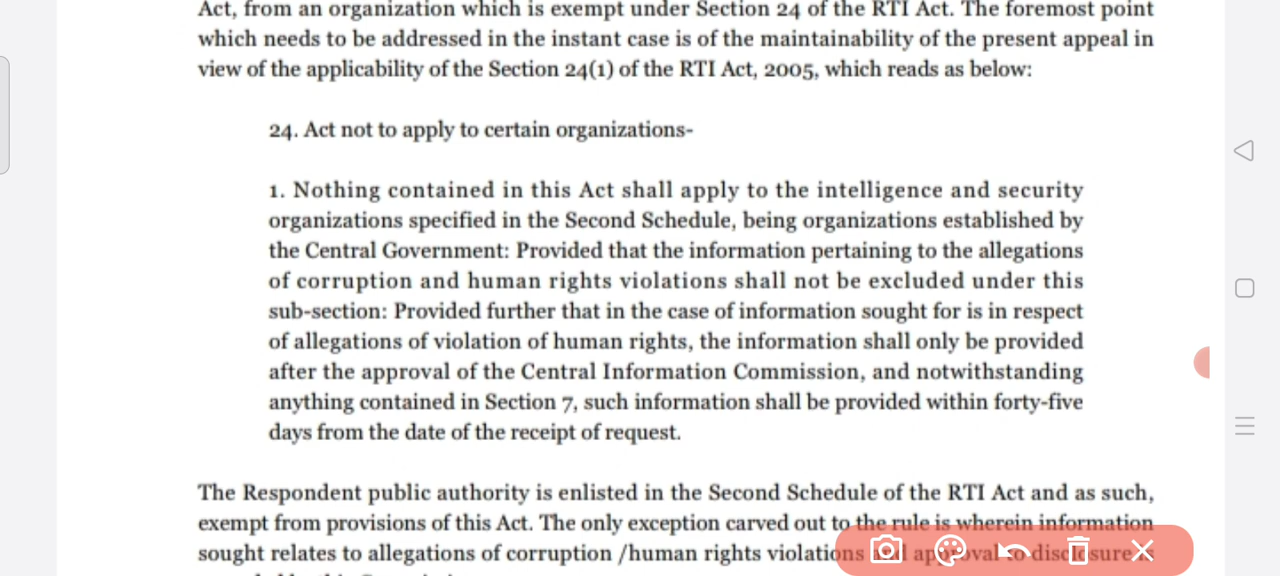 Act, from an organization which is exempt under Section 24 of the RTI Act. The foremost point
which needs to be addressed in the instant case is of the maintainability of the present appeal in
view of the applicability of the Section 24(1) of the RTI Act, 2005, which reads as below:
24. Act not to apply to certain organizations-
1. Nothing contained in this Act shall apply to the intelligence and security
organizations specified in the Second Schedule, being organizations established by
the Central Government: Provided that the information pertaining to the allegations
of corruption and human rights violations shall not be excluded under this
sub-section: Provided further that in the case of information sought for is in respect
of allegations of violation of human rights, the information shall only be provided
after the approval of the Central Information Commission, and notwithstanding
anything contained in Section 7, such information shall be provided within forty-five
days from the date of the receipt of request.
The Respondent public authority is enlisted in the Second Schedule of the RTI Act and as such,
exempt from provisions of this Act. The only exception carved out to the rule is wherein information
sought relates to allegations of corruption /human rights violations and approval to disclosure is